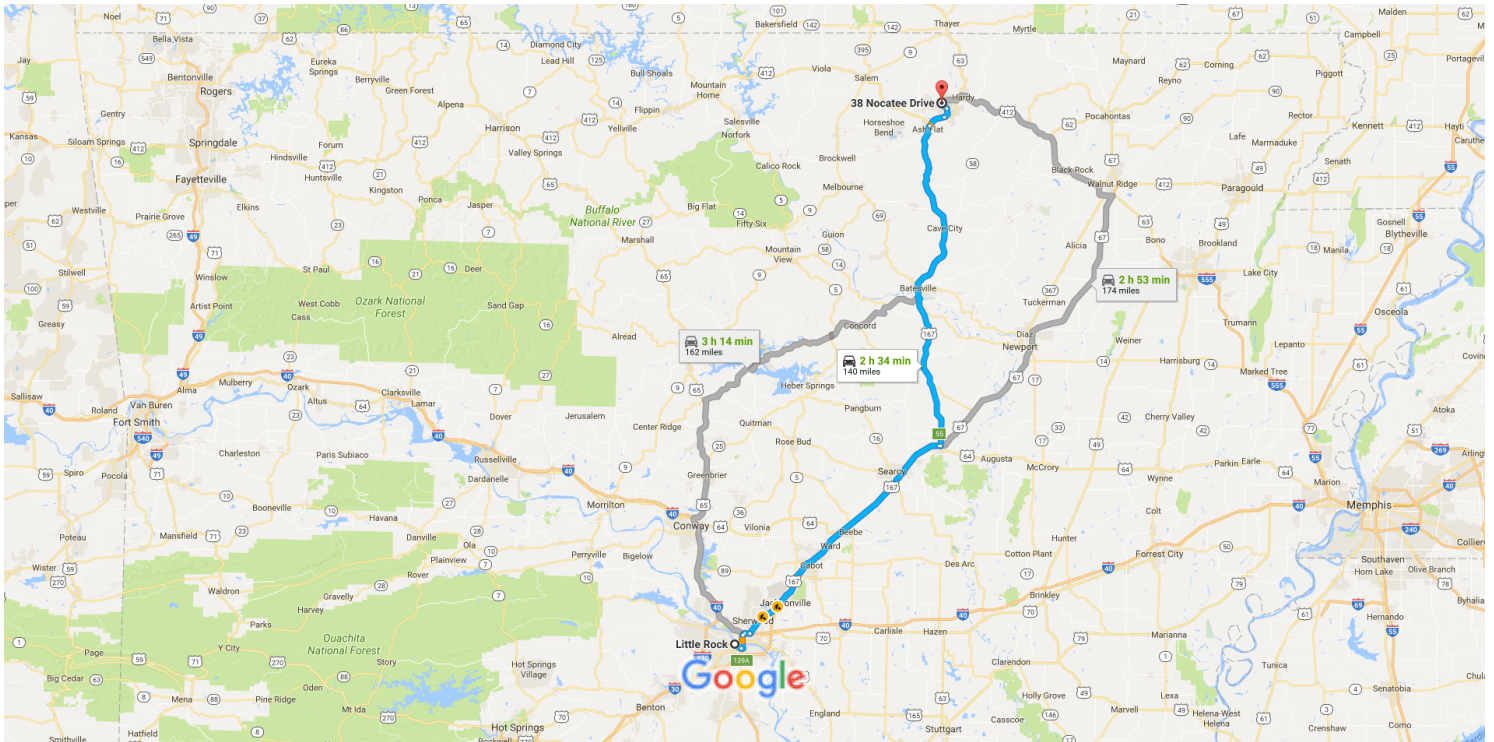 Noel
Bakersfield
Thayer
Myrtle
Malden
Campbell
Bella Vista
Diamond City
Lead Hill
Jay
Eureka
Springs
Bentonville
Rogers
Berryville
Green Forest
Bull Shoals
Mountain
Home
Viola
Salem
Maynard
Corning
Reyno
Piggott
Portageville
Gentry
Alpena
Flippin
Salesville
Norfork
38 Nocatee Drive
Hardy
Horseshoe
Bend
Ash Flat
Pocahontas
Rector
Kennett
Hayti
Kansas
Siloam Springs
Springdale
Harrison
Yellville
Lafe
Marmaduke
Hindsville
Forum
Huntsville
Valley Springs
Calico Rock
Brockwell
Melbourne
Black Rock
Walnut Ridge
Paragould
Senath
Fayetteville
Kingston
Ponca
Jasper
Westville
Prairie Grove
Elkins
Buffalo
National River
Big Flat
Fifty-Six
Guion
Cave City
Alicia
Bono
Brookland
Gosnell
Blytheville
Manila
Marshall
Mountain
View
Stilwell
Winslow
St Paul
Deer
Lake City
Greasy
Artist Point
West Cobb
Cass
Ozark National
Forest
Sand Gap
Batesville
2 h 53 min
174 miles
Tuckerman
Trumann
Osceola
Alread
Concord
Diaz
Newport
Weiner
Lepanto
3 h 14 min
162 miles
2 h 34 min
140 miles
Harrisburg
Marked Tree
Sallisaw
Roland
Van Buren
Alma
Mulberry
Ozark
Altus
Clarksville
Lamar
Dover
Jerusalem
Heber Springs
Pangburn
Fort Smith
Center Ridge
Quitman
Rose Bud
Cherry Valley
Atoka
Spiro
Pocola
Charleston
Paris Subiaco
Russellville
Dardanelle
Greenbrier
Searcy
Augusta
McCrory
Wynne
Parkin
Earle
Marion
Booneville
Morrilton
Memphis
Poteau
Mansfield
Havana
Danville
Ola
Conway
Vilonia
Beebe
Ward
Colt
Hunter
Wister
Waldron
Gravelly
Rover
Plainview
Perryville
Bigelow
Cabot
Cotton Plant
Des Arc
Forrest City
Southaven
Horn Lake
Olive Branch
Harvey
Parks
Jacksonville
Sherwood
Brinkley
Hernando
Byhalia
Page
Y City
Ouachita
National Forest
Story
Little Rock
Carlisle
Hazen
Marianna
Big Cedar
Mena
Pine Ridge
Oden
Mt Ida
Hot Springs
Village
139A
Google
Clarendon
Tunica
Senatobia
Benton
England
Holly Grove
Marvell
Lexa
Helena-West
Helena
Como
Smithville
Hatfield
Hot Springs
Stuttgart
Casscoe
Crenshaw